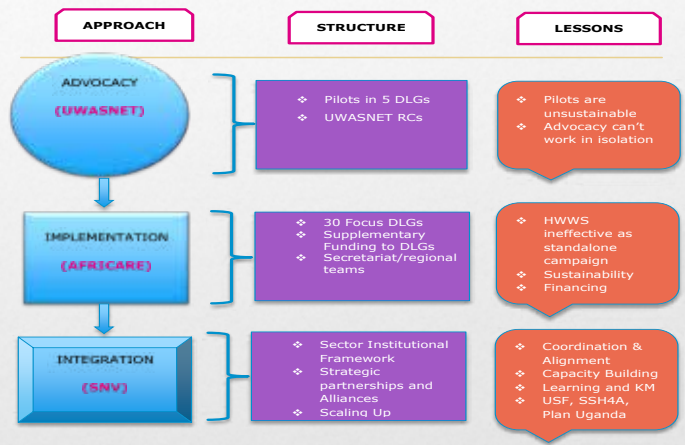 APPROACH
STRUCTURE
LESSONS
ADVOCACY
(UWASNET)
❖ Pilots in 5 DLGs
❖ UWASNET RCs
❖ Pilots are
unsustainable
❖ Advocacy can't
work in isolation
IMPLEMENTATION
(AFRICARE)
❖ 30 Focus DLGs
❖ Supplementary
Funding to DLGs
❖ Secretariat/regional
teams
❖ HWWS
ineffective as
standalone
campaign
❖ Sustainability
❖ Financing
INTEGRATION
(SNV)
❖ Sector Institutional
Framework
❖ Strategic
partnerships and
Alliances
❖ Scaling Up
❖ Coordination &
Alignment
❖ Capacity Building
❖ Learning and KM
❖ USF, SSH4A,
Plan Uganda